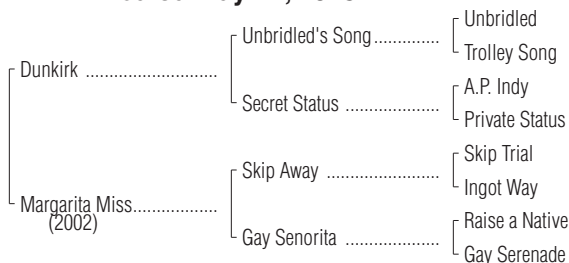 Unbridled
Unbridled's Song..............
Trolley Song
Dunkirk ............................
A.P. Indy
Secret Status ....................
Private Status
Skip Trial
Skip Away ........................
Ingot Way
Margarita Miss..................
(2002)
Raise a Native
Gay Senorita ....................
Gay Serenade